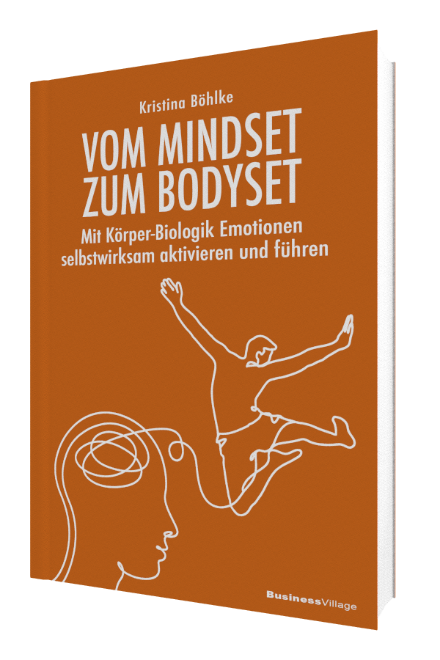 Kristina Böhlke
VOM MINDSET
ZUM BODYSET
Mit Körper-Biologik Emotionen
selbstwirksam aktivieren und führen
BusinessVillage